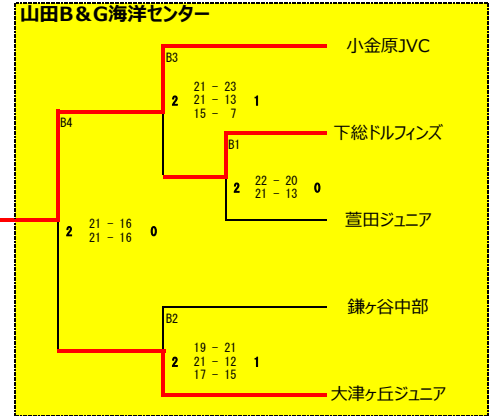 山田B&G海洋センター
小金原JVC
B3
21 - 23
2 21 - 13 1
15 - 7
B4
下総ドルフィンズ
B1
2 22 - 20 0
21 - 13
萱田ジュニア
2 21 - 16 0
21 - 16
鎌ヶ谷中部
B2
19 - 21
2 21 - 12 1
17 - 15
大津ヶ丘ジュニア